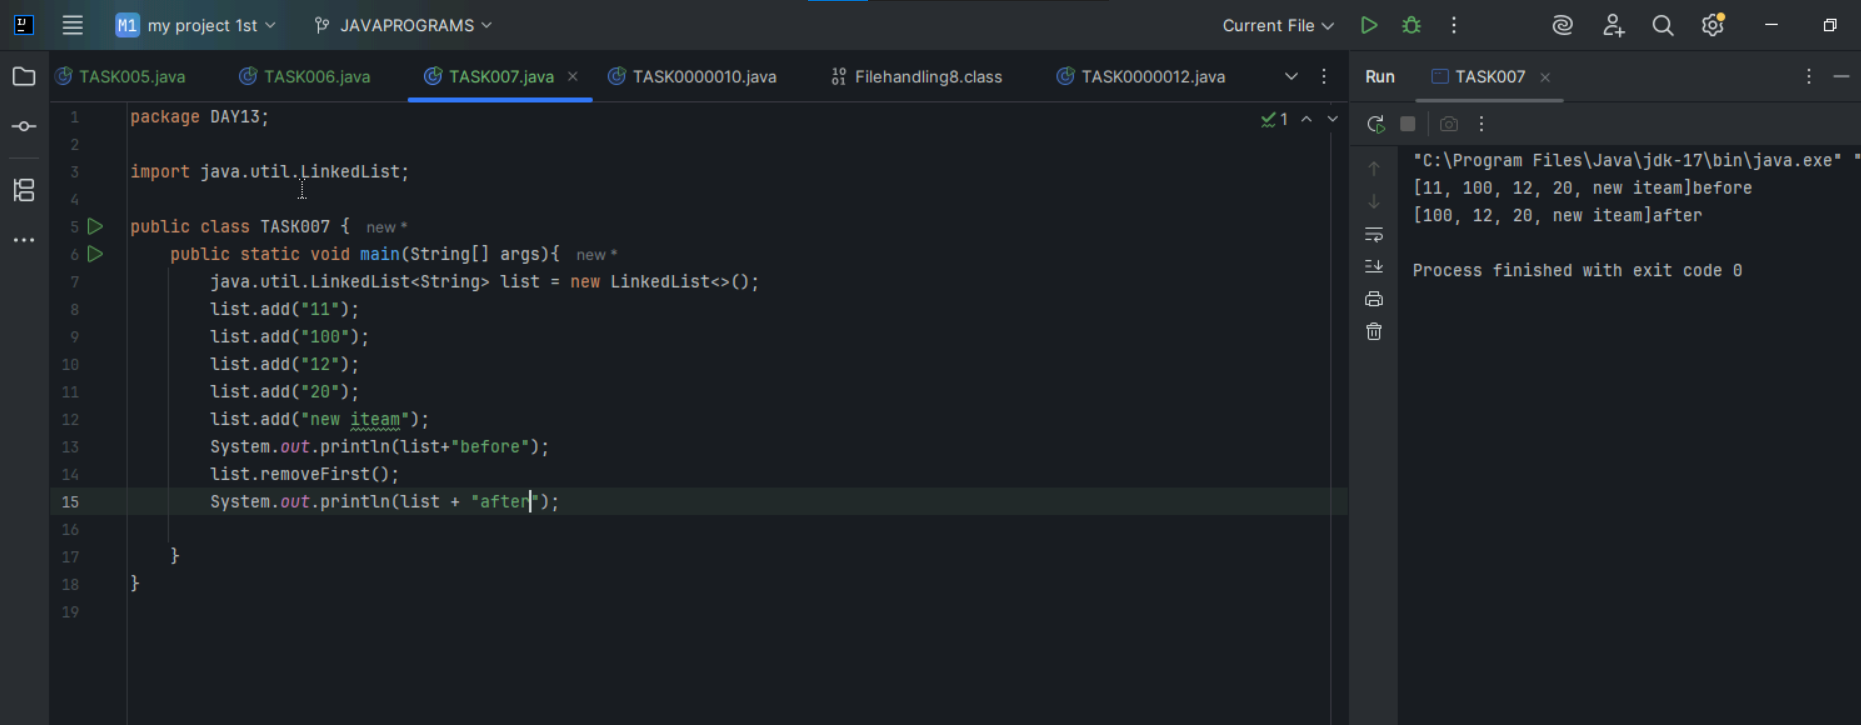 M1 my project 1st JAVAPROGRAMS Current File
TASK005.java TASK006.java TASK007.java TASK0000010.java Filehandling8.class TASK0000012.java
1 package DAY13;
2
3 import java.util.LinkedList;
4
5 public class TASK007 { new *
6 public static void main(String[] args){ new *
7 java.util.LinkedList<String> list = new LinkedList<>();
8 list.add("11");
9 list.add("100");
10 list.add("12");
11 list.add("20");
12 list.add("new iteam");
13 System.out.println(list+"before");
14 list.removeFirst();
15 System.out.println(list + "after");
16
17 }
18 }
19
1
Run TASK007
"C:\Program Files\Java\jdk-17\bin\java.exe" "
[11, 100, 12, 20, new iteam]before
[100, 12, 20, new iteam]after
Process finished with exit code 0